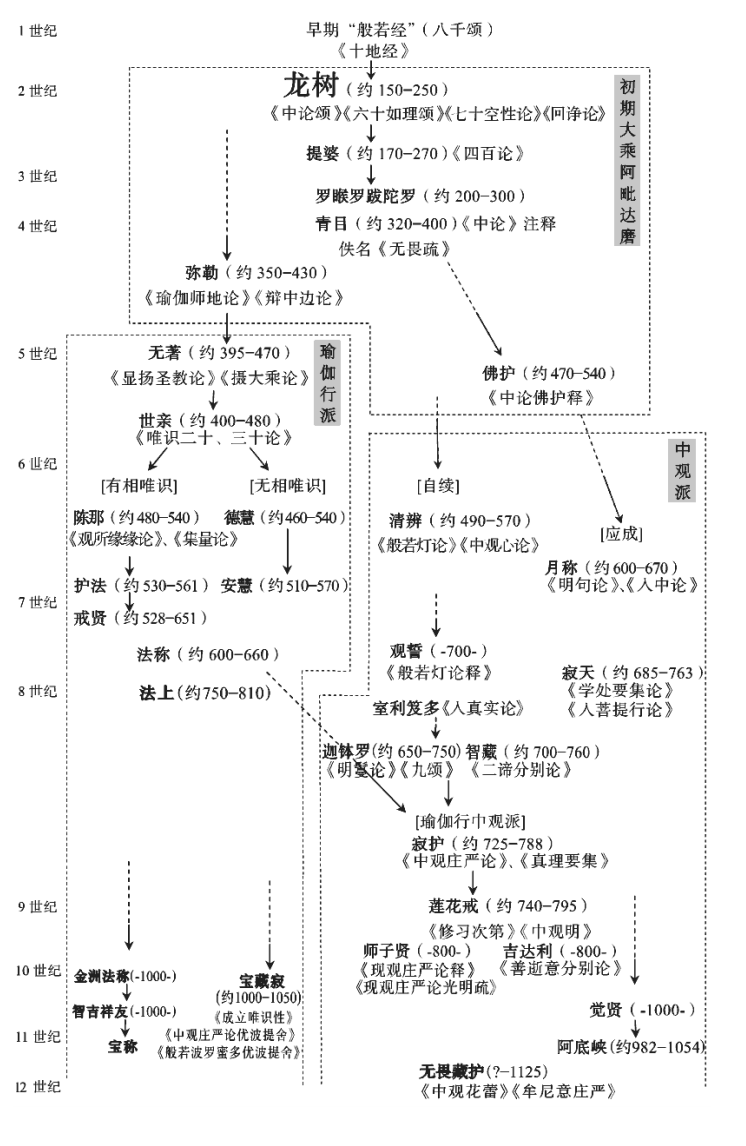 1 世纪
早期“般若经”（八千颂）
《十地经》
2 世纪
龙树（约 150−250）
《中论颂》《六十如理颂》《七十空性论》《回诤论》
初期大乘阿毗达磨
提婆（约 170−270）《四百论》
3 世纪
罗睺罗跋陀罗（约 200−300）
4 世纪
青目（约 320−400）《中论》注释
佚名《无畏疏》
弥勒（约 350−430）
《瑜伽师地论》《辩中边论》
5 世纪
无著（约 395−470）
瑜伽行派
《显扬圣教论》《摄大乘论》
佛护（约 470−540）
《中论佛护释》
世亲（约 400−480）
《唯识二十、三十论》
6 世纪
中观派
[有相唯识]
[无相唯识]
[自续]
陈那（约 480−540）
德慧（约460−540）
清辨（约 490−570）
[应成]
《观所缘缘论》、《集量论》
《般若灯论》《中观心论》
月称（约 600−670）
《明句论》、《入中论》
护法（约 530−561）
安慧（约510−570）
7 世纪
戒贤（约 528−651）
法称（约 600−660）
观誓（-700-）
《般若灯论释》
寂天（约 685−763）
《学处要集论》
《入菩提行论》
8 世纪
法上(约750−810)
室利笈多《入真实论》
迦钵罗(约 650−750)
智藏（约 700−760）
《明鬘论》《九颂》
《二谛分别论》
[瑜伽行中观派]
寂护（约 725−788）
《中观庄严论》、《真理要集》
9 世纪
莲花戒（约 740−795）
《修习次第》《中观明》
师子贤（-800-）
吉达利（-800-）
《现观庄严论释》
《善逝意分别论》
《现观庄严论光明疏》
10 世纪
金洲法称(-1000-)
宝藏寂
(约1000−1050)
《成立唯识性》
《中观庄严论优波提舍》
《般若波罗蜜多优波提舍》
智吉祥友(-1000-)
觉贤（-1000-）
11 世纪
宝称
阿底峡(约982−1054)
无畏藏护(?−1125)
12 世纪
《中观花蕾》《牟尼意庄严》